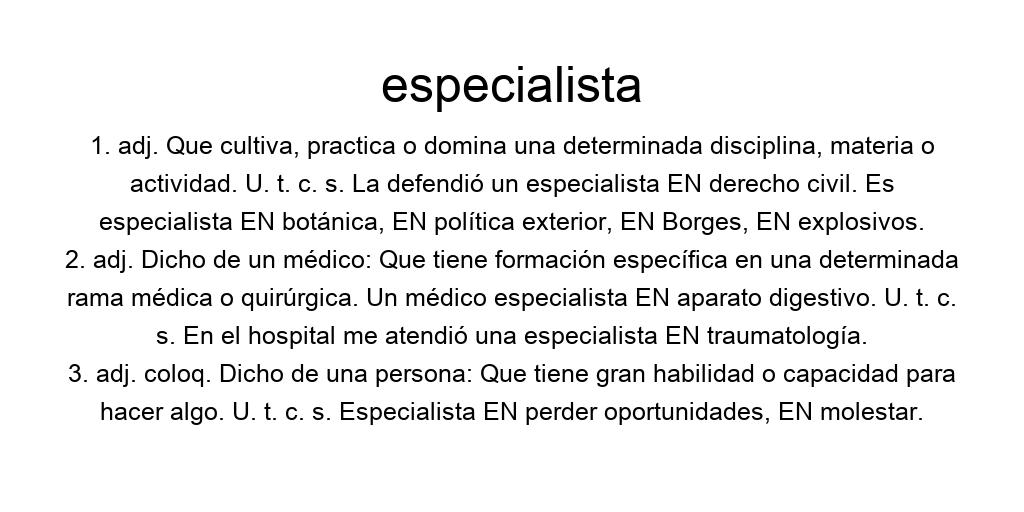 especialista
1. adj. Que cultiva, practica o domina una determinada disciplina, materia o
actividad. U. t. c. s. La defendió un especialista EN derecho civil. Es
especialista EN botánica, EN política exterior, EN Borges, EN explosivos.
2. adj. Dicho de un médico: Que tiene formación específica en una determinada
rama médica o quirúrgica. Un médico especialista EN aparato digestivo. U. t. c.
s. En el hospital me atendió una especialista EN traumatología.
3. adj. coloq. Dicho de una persona: Que tiene gran habilidad o capacidad para
hacer algo. U. t. c. s. Especialista EN perder oportunidades, EN molestar.